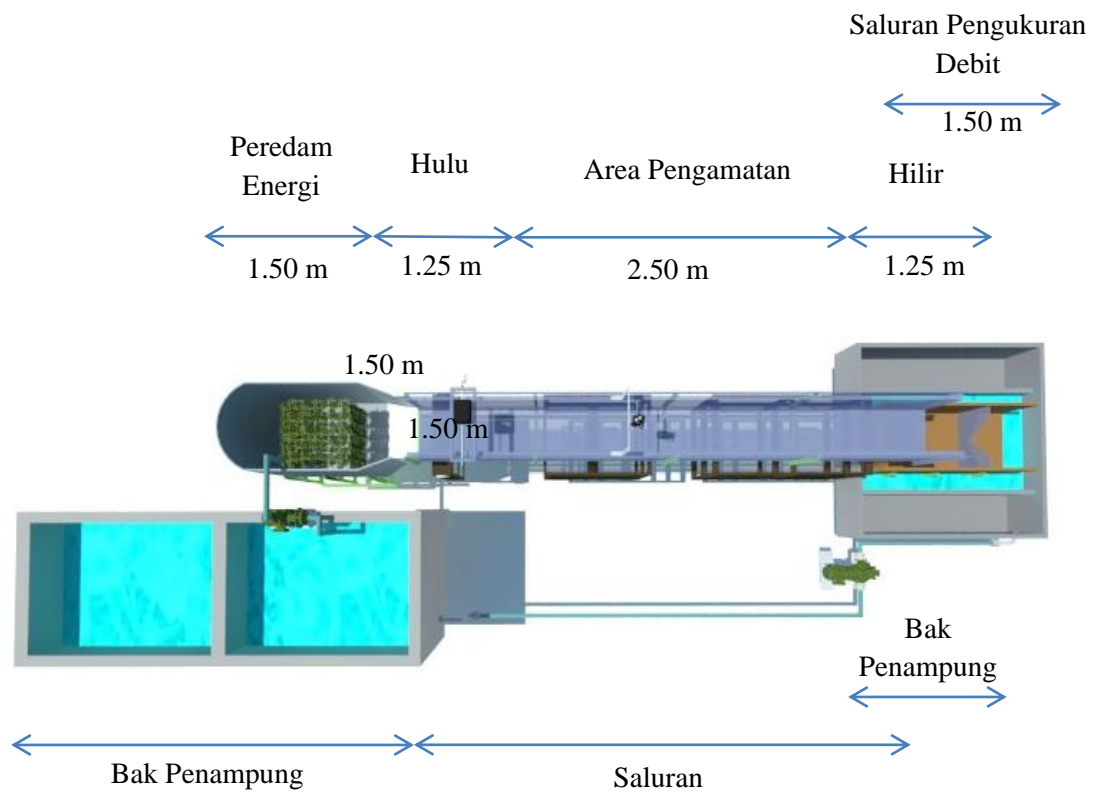 Saluran Pengukuran
Debit
1.50 m
Peredam
Energi
Hulu
Area Pengamatan
Hilir
1.50 m
1.25 m
2.50 m
1.25 m
1.50 m
1.50 m
Bak
Penampung
Bak Penampung
Saluran